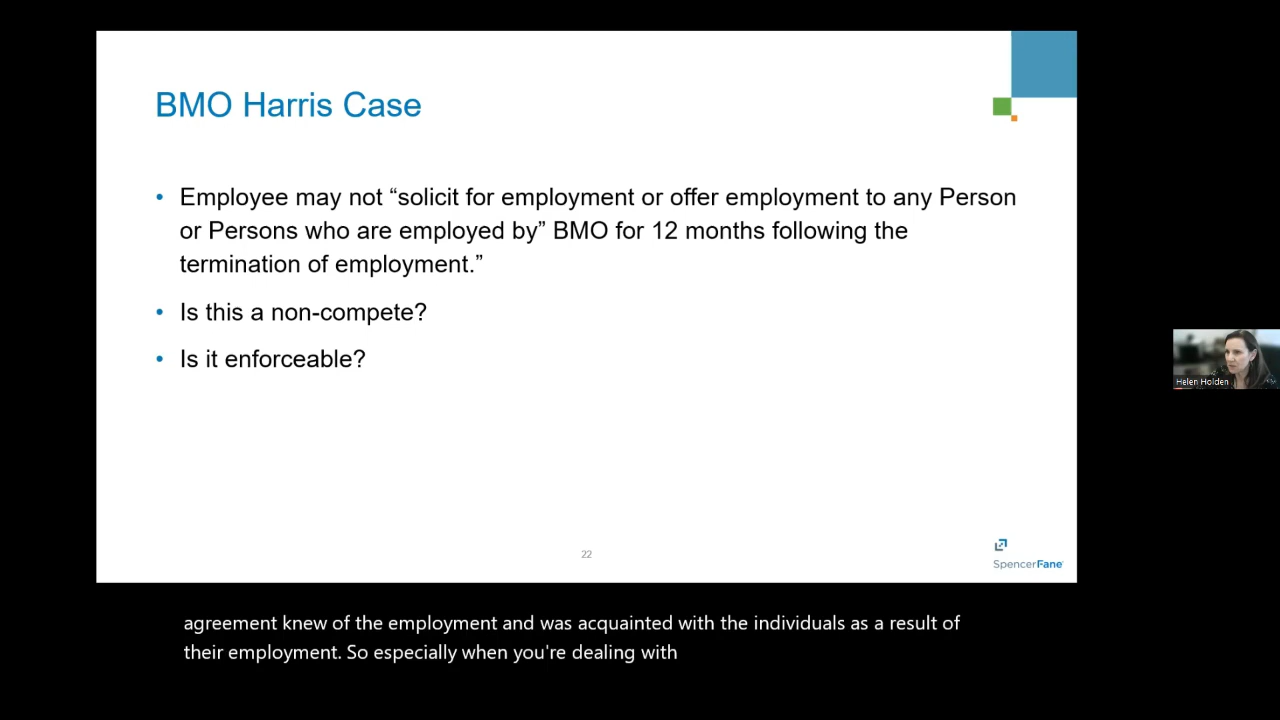 BMO Harris Case
• Employee may not “solicit for employment or offer employment to any Person
or Persons who are employed by” BMO for 12 months following the
termination of employment.”
• Is this a non-compete?
• Is it enforceable?
Helen Holden
22
SpencerFane
agreement knew of the employment and was acquainted with the individuals as a result of
their employment. So especially when you're dealing with